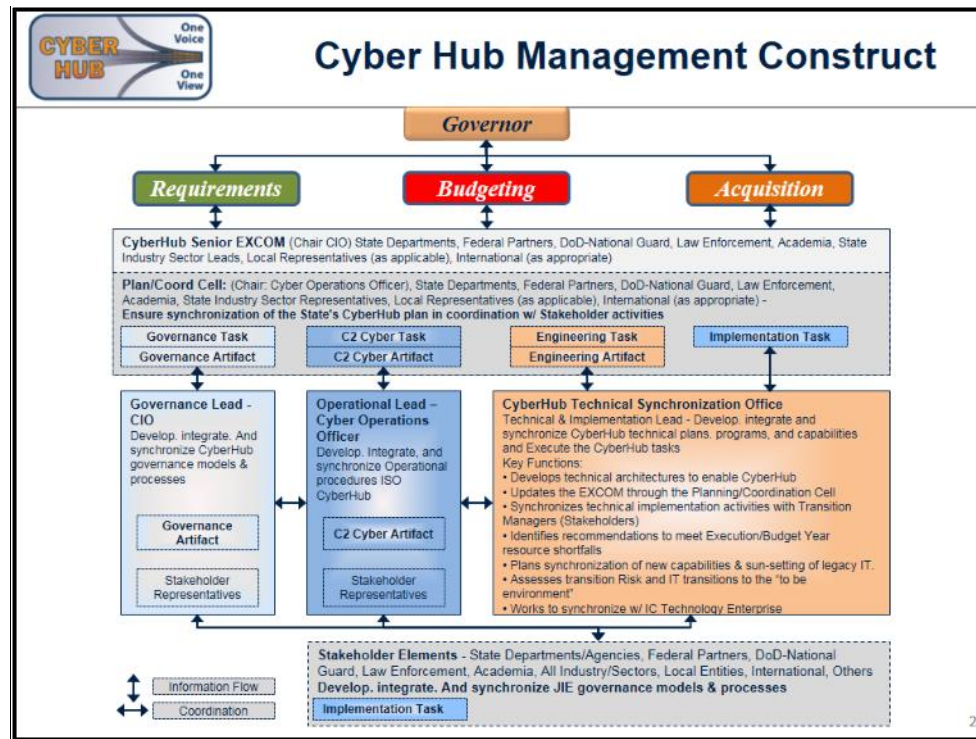 CYBER
HUB
One
Voice
One
View
Cyber Hub Management Construct
Governor
Requirements
Budgeting
Acquisition
CyberHub Senior EXCOM (Chair CIO) State Departments, Federal Partners, DoD-National Guard, Law Enforcement, Academia, State
Industry Sector Leads, Local Representatives (as applicable), International (as appropriate)
Plan/Coord Cell: (Chair: Cyber Operations Officer), State Departments, Federal Partners, DoD-National Guard, Law Enforcement,
Academia, State Industry Sector Representatives, Local Representatives (as applicable), International (as appropriate) -
Ensure synchronization of the State's CyberHub plan in coordination w/ Stakeholder activities
Governance Task
Governance Artifact
C2 Cyber Task
C2 Cyber Artifact
Engineering Task
Engineering Artifact
Implementation Task
Governance Lead -
CIO
Develop. integrate. And
synchronize CyberHub
governance models &
processes
Governance
Artifact
Stakeholder
Representatives
Operational Lead –
Cyber Operations
Officer
Develop. Integrate, and
synchronize Operational
procedures ISO
CyberHub
C2 Cyber Artifact
Stakeholder
Representatives
CyberHub Technical Synchronization Office
Technical & Implementation Lead - Develop. integrate and
synchronize CyberHub technical plans. programs, and capabilities
and Execute the CyberHub tasks
Key Functions:
• Develops technical architectures to enable CyberHub
• Updates the EXCOM through the Planning/Coordination Cell
• Synchronizes technical implementation activities with Transition
Managers (Stakeholders)
• Identifies recommendations to meet Execution/Budget Year
resource shortfalls
• Plans synchronization of new capabilities & sun-setting of legacy IT.
• Assesses transition Risk and IT transitions to the "to be
environment"
• Works to synchronize w/ IC Technology Enterprise
Stakeholder Elements - State Departments/Agencies, Federal Partners, DoD-National
Guard, Law Enforcement, Academia, All Industry/Sectors, Local Entities, International, Others
Develop. integrate. And synchronize JIE governance models & processes
Implementation Task
Information Flow
Coordination
2